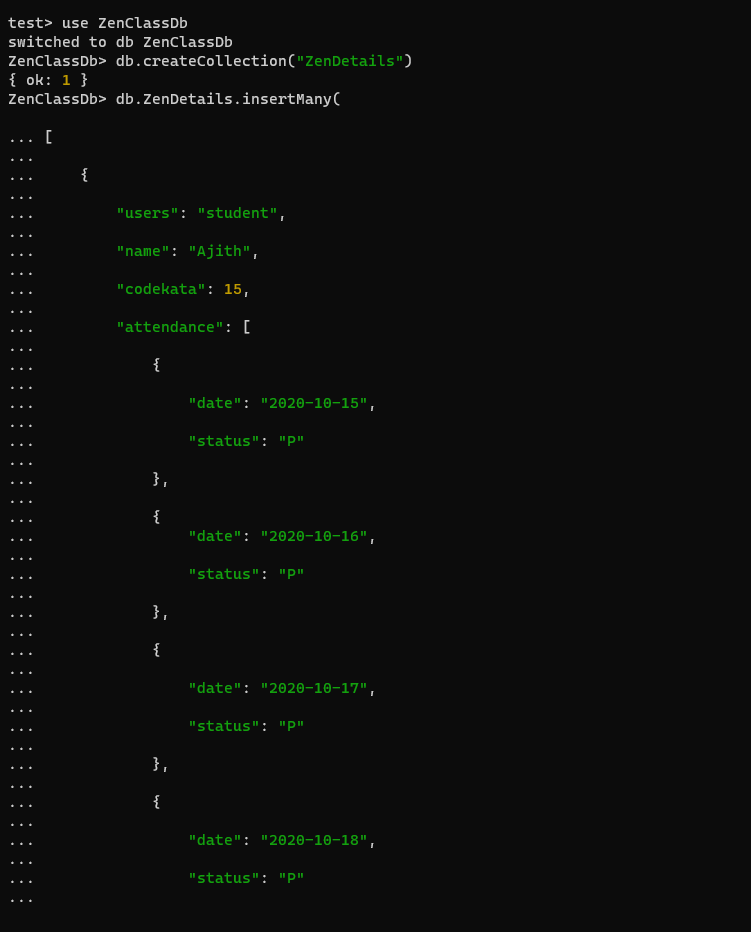 test> use ZenClassDb
switched to db ZenClassDb
ZenClassDb> db.createCollection("ZenDetails")
{ ok: 1 }
ZenClassDb> db.ZenDetails.insertMany(
... [
...
...     {
...
...         "users": "student",
...
...         "name": "Ajith",
...
...         "codekata": 15,
...
...         "attendance": [
...
...             {
...
...                 "date": "2020-10-15",
...
...                 "status": "P"
...
...             },
...
...             {
...                 "date": "2020-10-16",
...
...                 "status": "P"
...
...             },
...
...             {
...
...                 "date": "2020-10-17",
...
...                 "status": "P"
...
...             },
...
...             {
...
...                 "date": "2020-10-18",
...
...                 "status": "P"
...